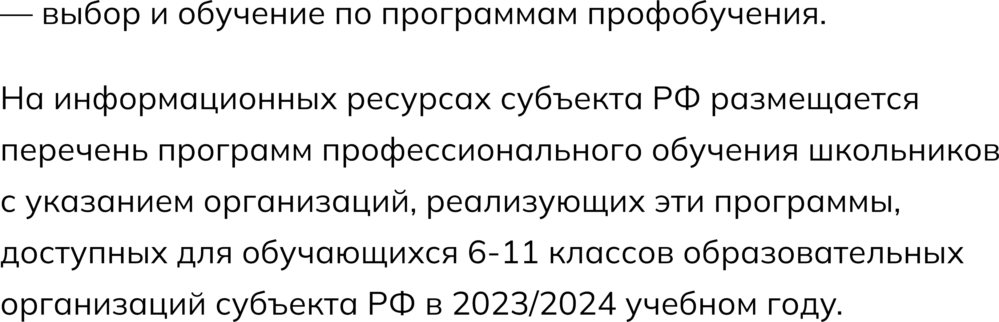 — выбор и обучение по программам профобучения.
На информационных ресурсах субъекта РФ размещается
перечень программ профессионального обучения школьников
с указанием организаций, реализующих эти программы,
доступных для обучающихся 6-11 классов образовательных
организаций субъекта РФ в 2023/2024 учебном году.